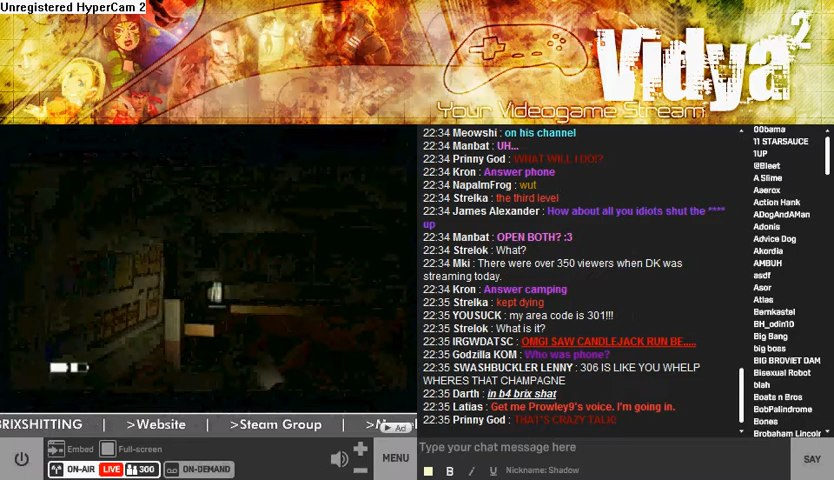 Unregistered HyperCam 2
Vidya²
Your Videogame Stream
22:34 Meowshi : on his channel
22:34 Manbat : UH...
22:34 Prinny God : WHAT WILL I DO!?
22:34 Kron : Answer phone
22:34 NapalmFrog : wut
22:34 Strelka : the third level
22:34 James Alexander : How about all you idiots shut the ****
up
22:34 Manbat : OPEN BOTH? :3
22:34 Strelok : What?
22:34 Mki : There were over 350 viewers when DK was
streaming today.
22:34 Kron : Answer camping
22:35 Strelka : kept dying
22:35 YOUSUCK : my area code is 301!!!
22:35 Strelok : What is it?
22:35 IRGWDATSC : OMGI SAW CANDLEJACK RUN BE.....
22:35 Godzilla KOM : Who was phone?
22:35 SWASHBUCKLER LENNY : 306 IS LIKE YOU WHELP
WHERES THAT CHAMPAGNE
22:35 Darth : in b4 brix shat
22:35 Latias : Get me Prowley9's voice. I'm going in.
22:35 Prinny God : THAT'S CRAZY TALK!
00bama
11 STARSAUCE
1UP
@Bleet
A Slime
Aaerox
Action Hank
ADogAndAMan
Adonis
Advice Dog
Akordia
AMBUH
asdf
Asor
Atlas
Bernkastel
BH_odin10
Big Bang
big boss
BIG BROVIET DAM
Bisexual Robot
blah
Boats n Bros
BobPalindrome
Bones
Brobaham Lincoln
BRIXSHITTING | >Website | >Steam Group |
Ad
Embed Full-screen
ON-AIR LIVE 300 ON-DEMAND
MENU
Type your chat message here
B I U Nickname: Shadow
SAY